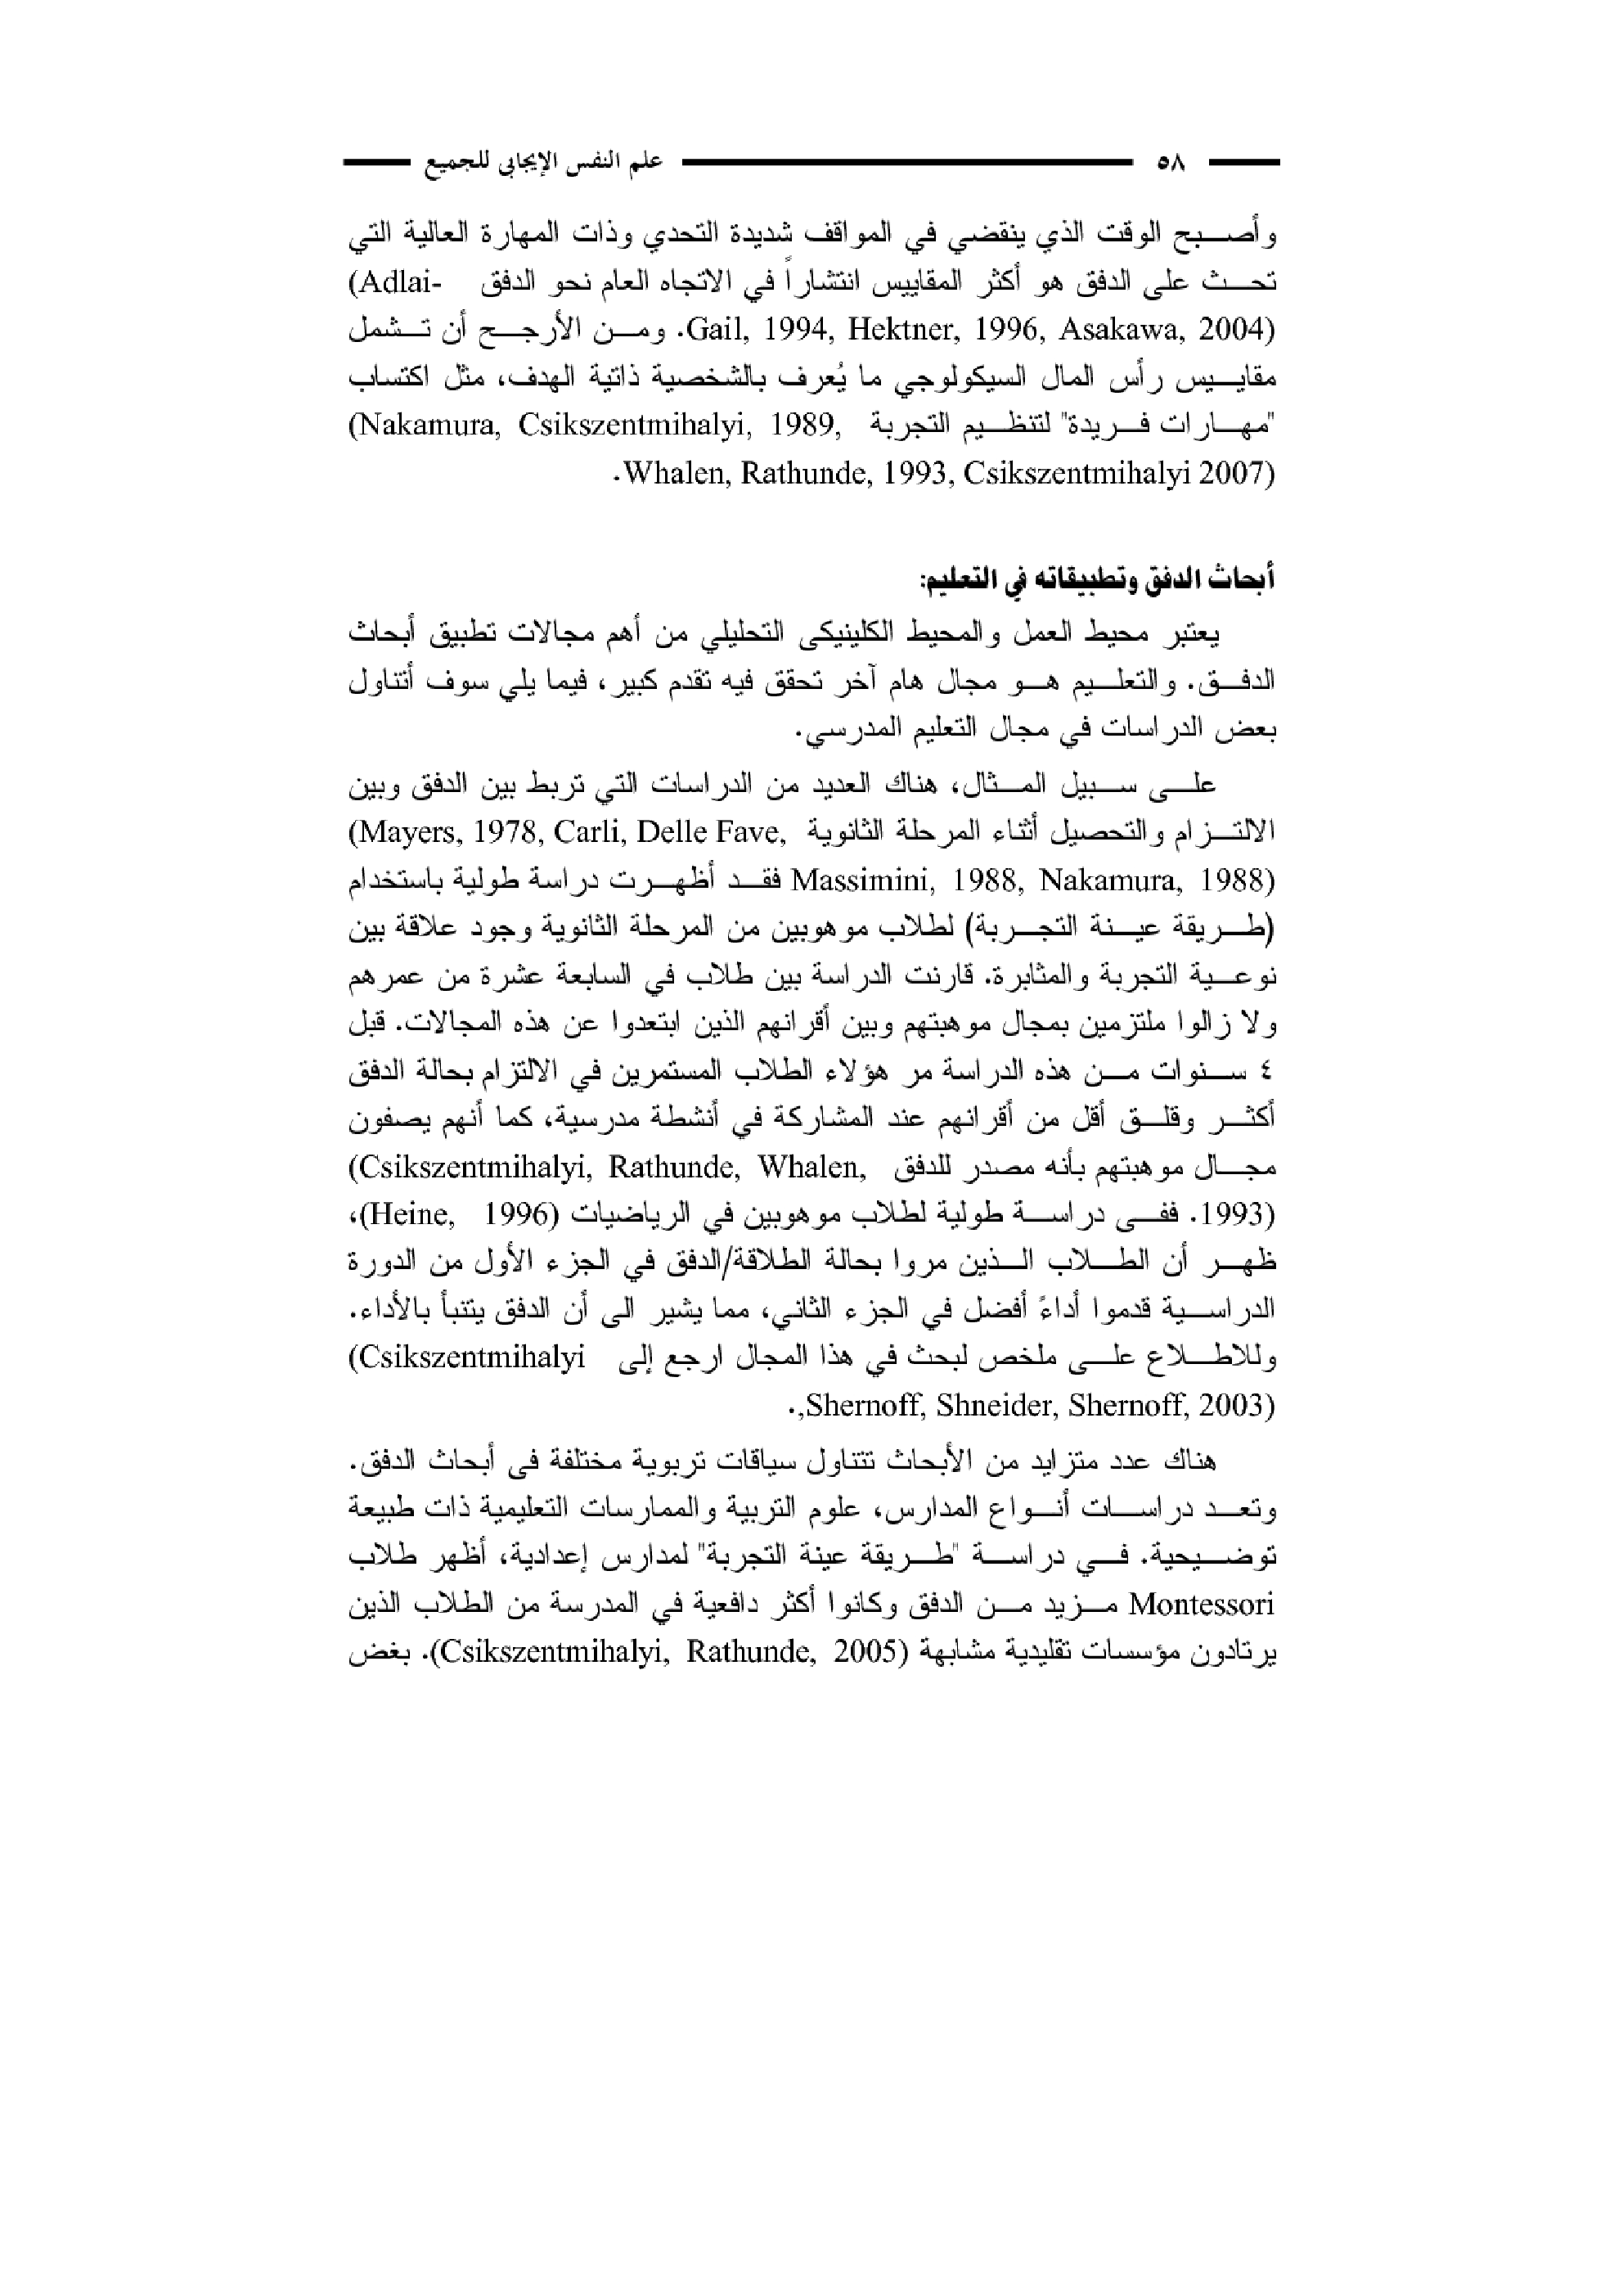 ٥٨ علم النفس الإيجابي للجميع
وأصبح الوقت الذي ينقضي في المواقف شديدة التحدي وذات المهارة العالية التي
تحث على الدفق هو أكثر المقاييس انتشاراً في الاتجاه العام نحو الدفق (Adlai-
Gail, 1994, Hektner, 1996, Asakawa, 2004). ومن الأرجح أن تشمل
مقاييس رأس المال السيكولوجي ما يُعرف بالشخصية ذاتية الهدف، مثل اكتساب
"مهارات فريدة" لتنظيم التجربة (Nakamura, Csikszentmihalyi, 1989,
Whalen, Rathunde, 1993, Csikszentmihalyi 2007).
أبحاث الدفق وتطبيقاته في التعليم:
يعتبر محيط العمل والمحيط الكلينيكى التحليلي من أهم مجالات تطبيق أبحاث
الدفق. والتعليم هو مجال هام آخر تحقق فيه تقدم كبير، فيما يلي سوف أتناول
بعض الدراسات في مجال التعليم المدرسي.
على سبيل المثال، هناك العديد من الدراسات التي تربط بين الدفق وبين
الالتزام والتحصيل أثناء المرحلة الثانوية (Mayers, 1978, Carli, Delle Fave,
Massimini, 1988, Nakamura, 1988) فقد أظهرت دراسة طولية باستخدام
(طريقة عينة التجربة) لطلاب موهوبين من المرحلة الثانوية وجود علاقة بين
نوعية التجربة والمثابرة. قارنت الدراسة بين طلاب في السابعة عشرة من عمرهم
ولا زالوا ملتزمين بمجال موهبتهم وبين أقرانهم الذين ابتعدوا عن هذه المجالات. قبل
٤ سنوات من هذه الدراسة مر هؤلاء الطلاب المستمرين في الالتزام بحالة الدفق
أكثر وقلق أقل من أقرانهم عند المشاركة في أنشطة مدرسية، كما أنهم يصفون
مجال موهبتهم بأنه مصدر للدفق (Csikszentmihalyi, Rathunde, Whalen,
1993). ففى دراسة طولية لطلاب موهوبين في الرياضيات (Heine, 1996)،
ظهر أن الطلاب الذين مروا بحالة الطلاقة/الدفق في الجزء الأول من الدورة
الدراسية قدموا أداءً أفضل في الجزء الثاني، مما يشير الى أن الدفق يتنبأ بالأداء.
وللاطلاع على ملخص لبحث في هذا المجال ارجع إلى (Csikszentmihalyi
,Shernoff, Shneider, Shernoff, 2003).
هناك عدد متزايد من الأبحاث تتناول سياقات تربوية مختلفة فى أبحاث الدفق.
وتعد دراسات أنواع المدارس، علوم التربية والممارسات التعليمية ذات طبيعة
توضيحية. في دراسة "طريقة عينة التجربة" لمدارس إعدادية، أظهر طلاب
Montessori مزيد من الدفق وكانوا أكثر دافعية في المدرسة من الطلاب الذين
يرتادون مؤسسات تقليدية مشابهة (Csikszentmihalyi, Rathunde, 2005). بغض